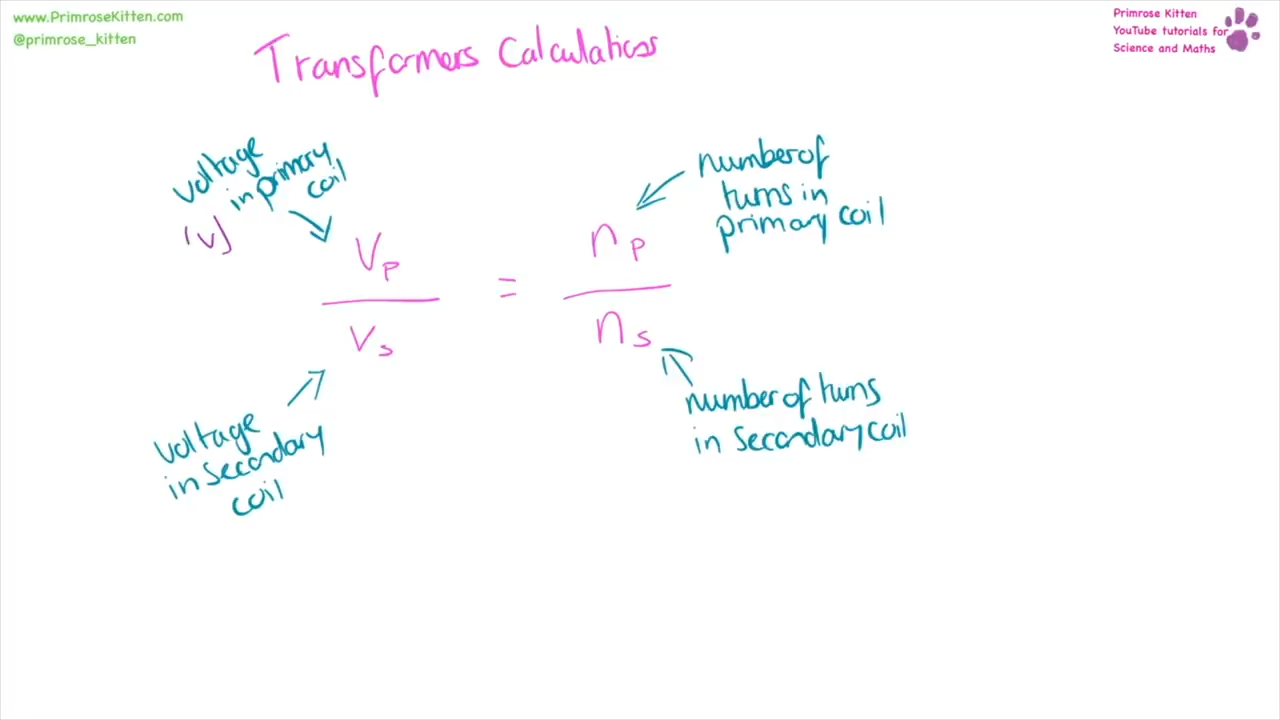 www.PrimroseKitten.com
@primrose_kitten
Primrose Kitten
YouTube tutorials for
Science and Maths
Transformers Calculations
voltage
in primary
coil
(V)
number of
turns in
primary coil
Vp
Vs
=
np
ns
voltage
in secondary
coil
number of turns
in secondary coil